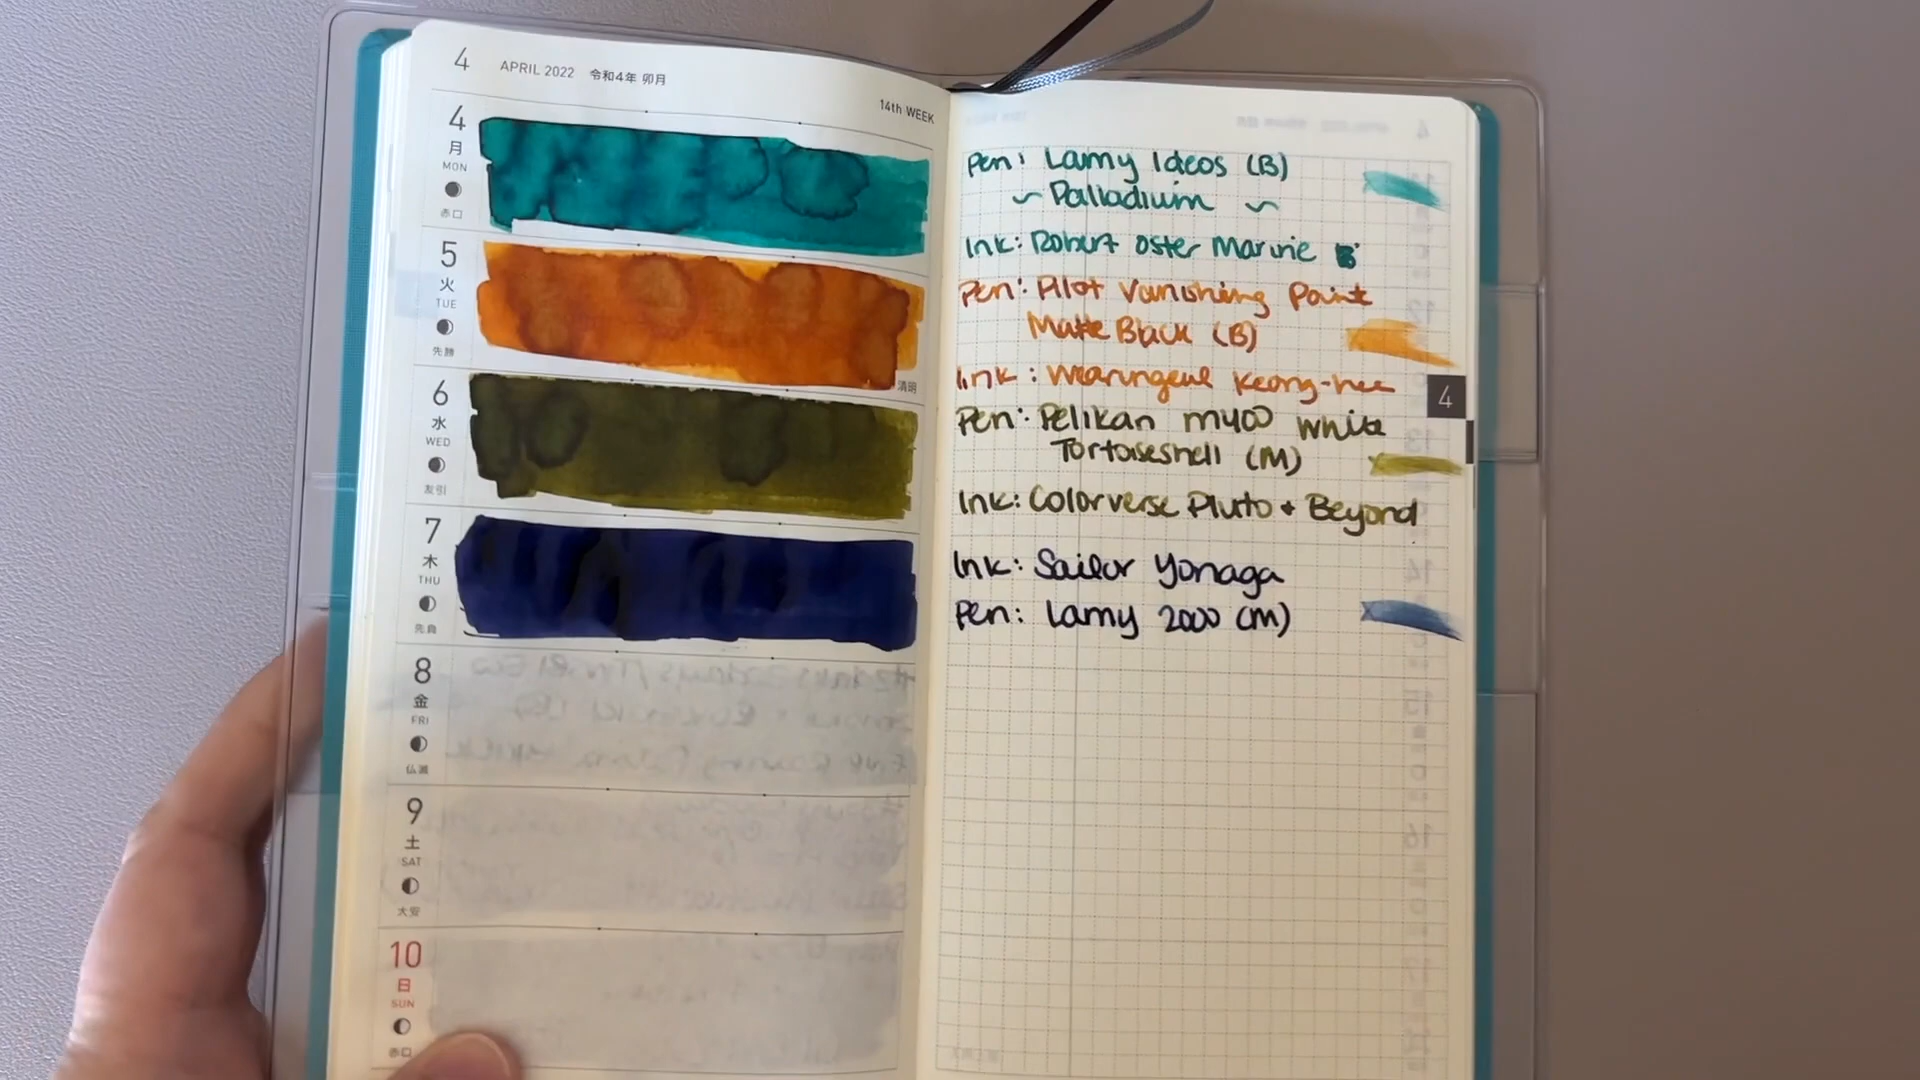 4 APRIL 2022 令和4年 卯月
14th WEEK
4
月
MON
赤口
5
火
TUE
先勝
清明
6
水
WED
友引
7
木
THU
先負
8
金
FRI
仏滅
9
土
SAT
大安
10
日
SUN
赤口
Pen: Lamy Ideos (B)
~ Palladium ~
Ink: Robert Oster Marine
Pen: Pilot Vanishing Point
Matte Black (B)
Ink: Wearingeul
Pen: Pelikan M400 White
Tortoiseshell (M)
Ink: Colorverse Pluto + Beyond
Ink: Sailor Yonaga
Pen: Lamy 2000 (M)
4